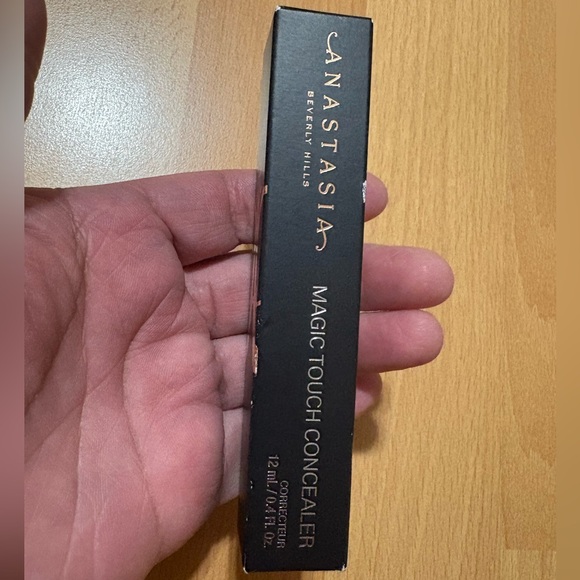 ANASTASIA
BEVERLY HILLS
MAGIC TOUCH CONCEALER
CORRECTEUR
12 mL / 0.4 Fl. Oz.